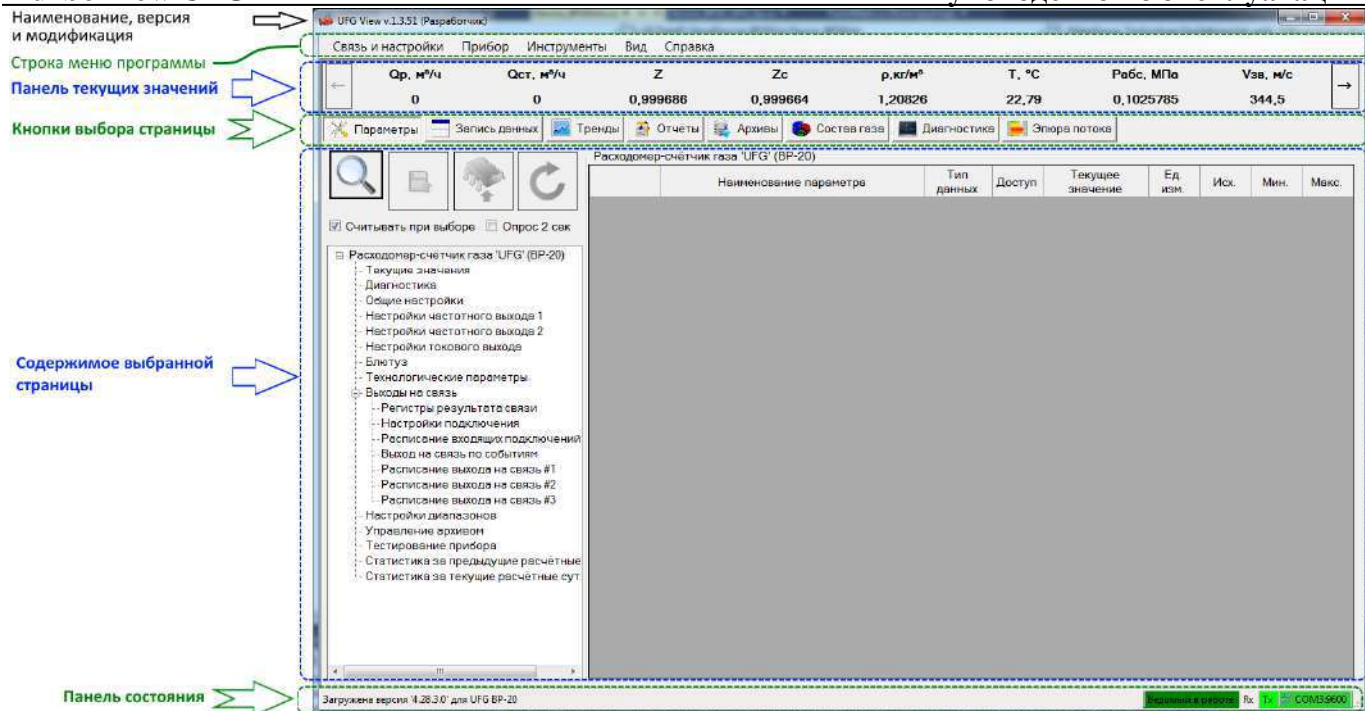 Наименование, версия
и модификация
UFG View v.1.3.51 (Разработчик)
Строка меню программы
Связь и настройки Прибор Инструменты Вид Справка
Панель текущих значений
Qр, м³/ч Qст, м³/ч Z Zc ρ,кг/м³ T, °C Рабс, МПа Vзв, м/с
0 0 0,999686 0,999664 1,20826 22,79 0,1025785 344,5
Кнопки выбора страницы
Параметры Запись данных Тренды Отчеты Архивы Состав газа Диагностика Эпюра потока
Расходомер-счётчик газа 'UFG' (ВР-20)
Наименование параметра Тип данных Доступ Текущее значение Ед. изм. Исх. Мин. Макс.
Считывать при выборе Опрос 2 сек
Расходомер-счётчик газа 'UFG' (ВР-20)
Текущие значения
Диагностика
Общие настройки
Настройки частотного выхода 1
Настройки частотного выхода 2
Настройки токового выхода
Блютуз
Технологические параметры
Выходы на связь
Регистры результата связи
Настройки подключения
Расписание входящих подключений
Выход на связь по событиям
Расписание выхода на связь #1
Расписание выхода на связь #2
Расписание выхода на связь #3
Настройки диапазонов
Управление архивом
Тестирование прибора
Статистика за предыдущие расчётные
Статистика за текущие расчётные сут
Содержимое выбранной
страницы
Панель состояния
Загружена версия '4.28.3.0' для UFG ВР-20
Rx Tx COM3:9600